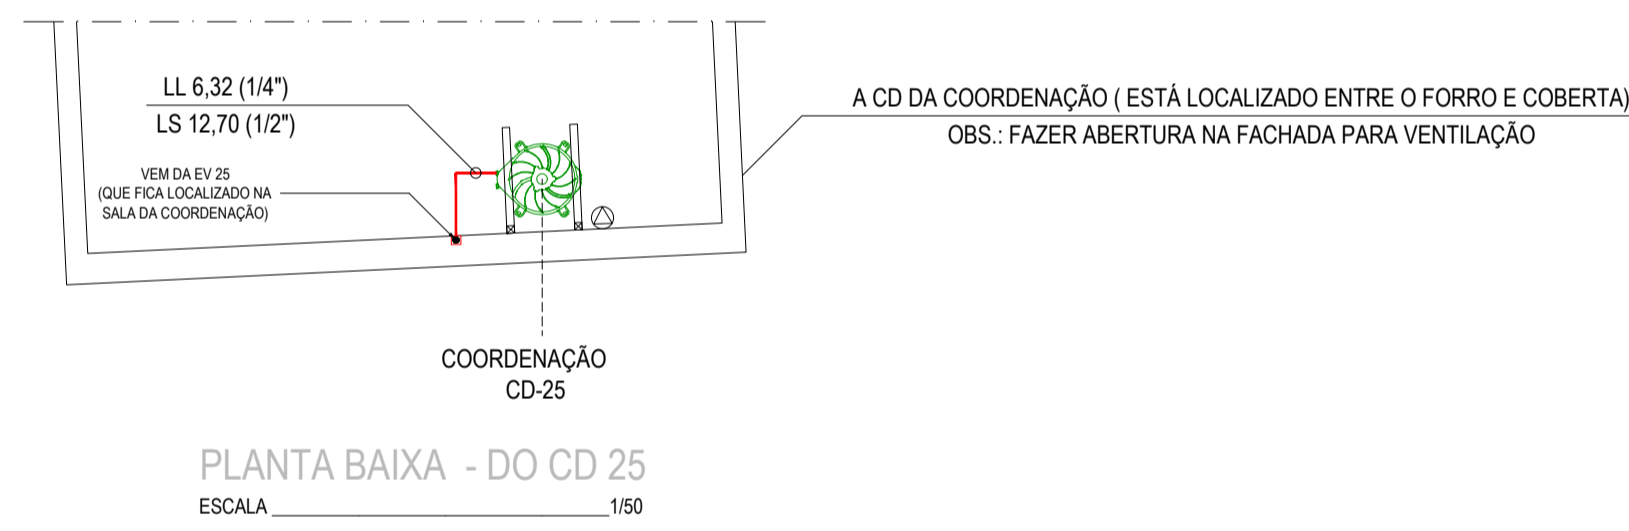 LL 6,32 (1/4")
LS 12,70 (1/2")
VEM DA EV 25
(QUE FICA LOCALIZADO NA
SALA DA COORDENAÇÃO)
A CD DA COORDENAÇÃO ( ESTÁ LOCALIZADO ENTRE O FORRO E COBERTA)
OBS.: FAZER ABERTURA NA FACHADA PARA VENTILAÇÃO
COORDENAÇÃO
CD-25
PLANTA BAIXA - DO CD 25
ESCALA 1/50